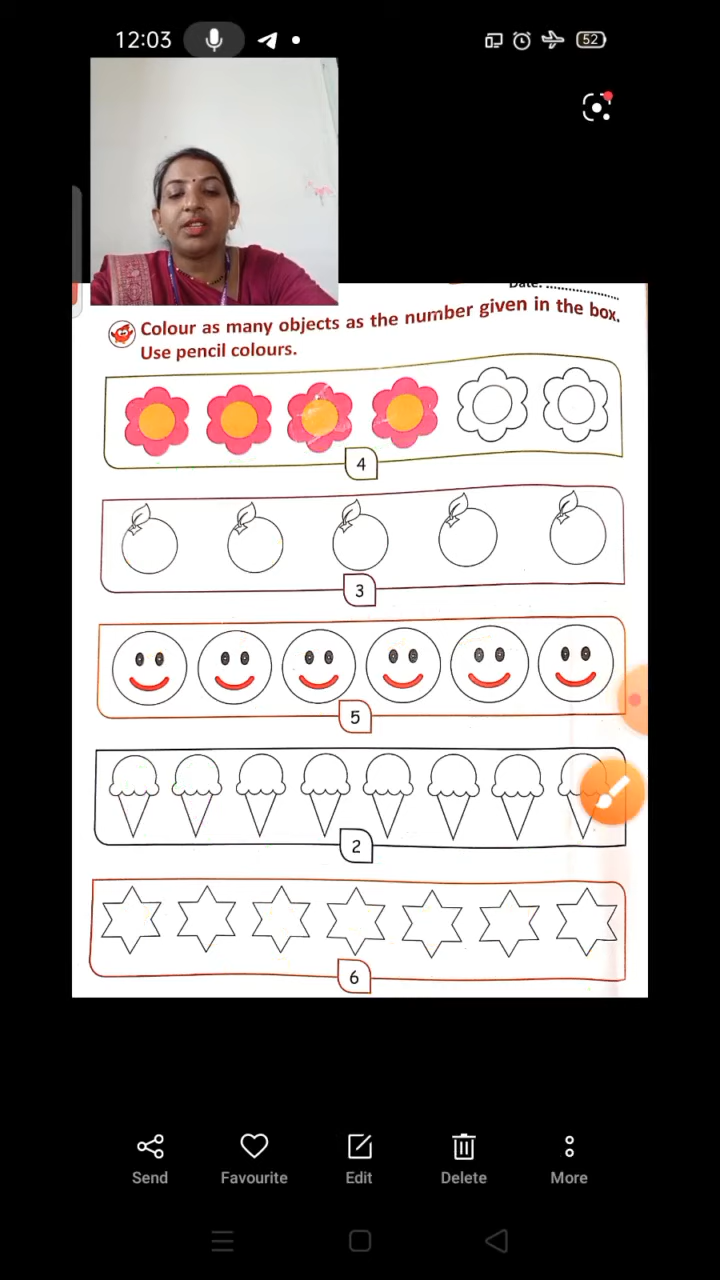 12:03
52
Date: ..................
Colour as many objects as the number given in the box.
Use pencil colours.
4
3
5
2
6
Send
Favourite
Edit
Delete
More